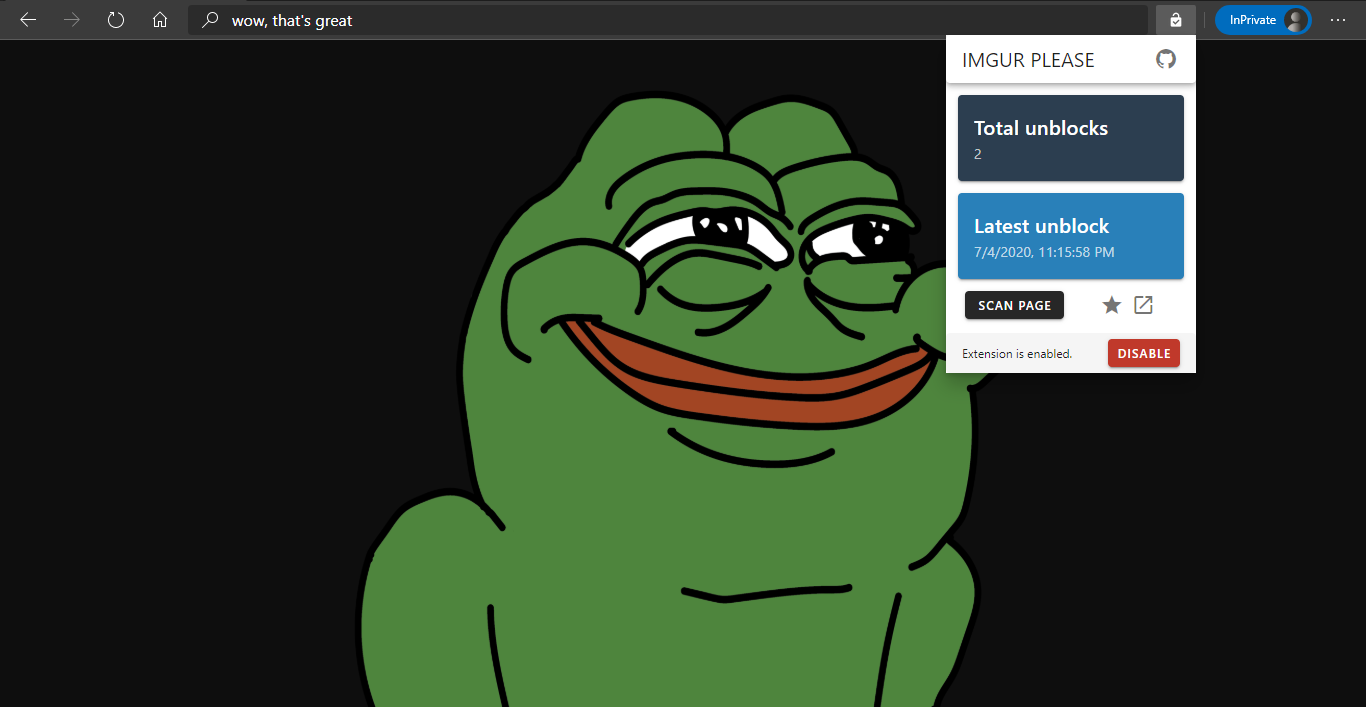 wow, that's great
InPrivate
IMGUR PLEASE
Total unblocks
2
Latest unblock
7/4/2020, 11:15:58 PM
SCAN PAGE
Extension is enabled.
DISABLE